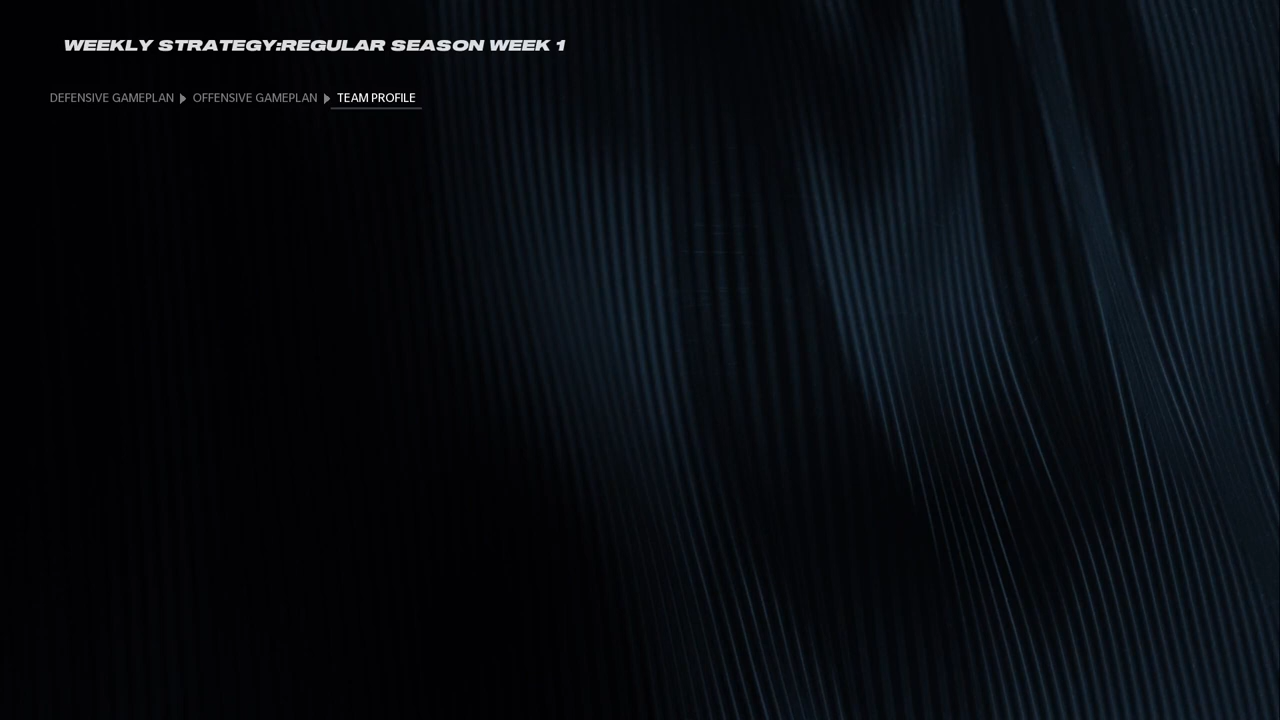 WEEKLY STRATEGY:REGULAR SEASON WEEK 1
DEFENSIVE GAMEPLAN OFFENSIVE GAMEPLAN TEAM PROFILE